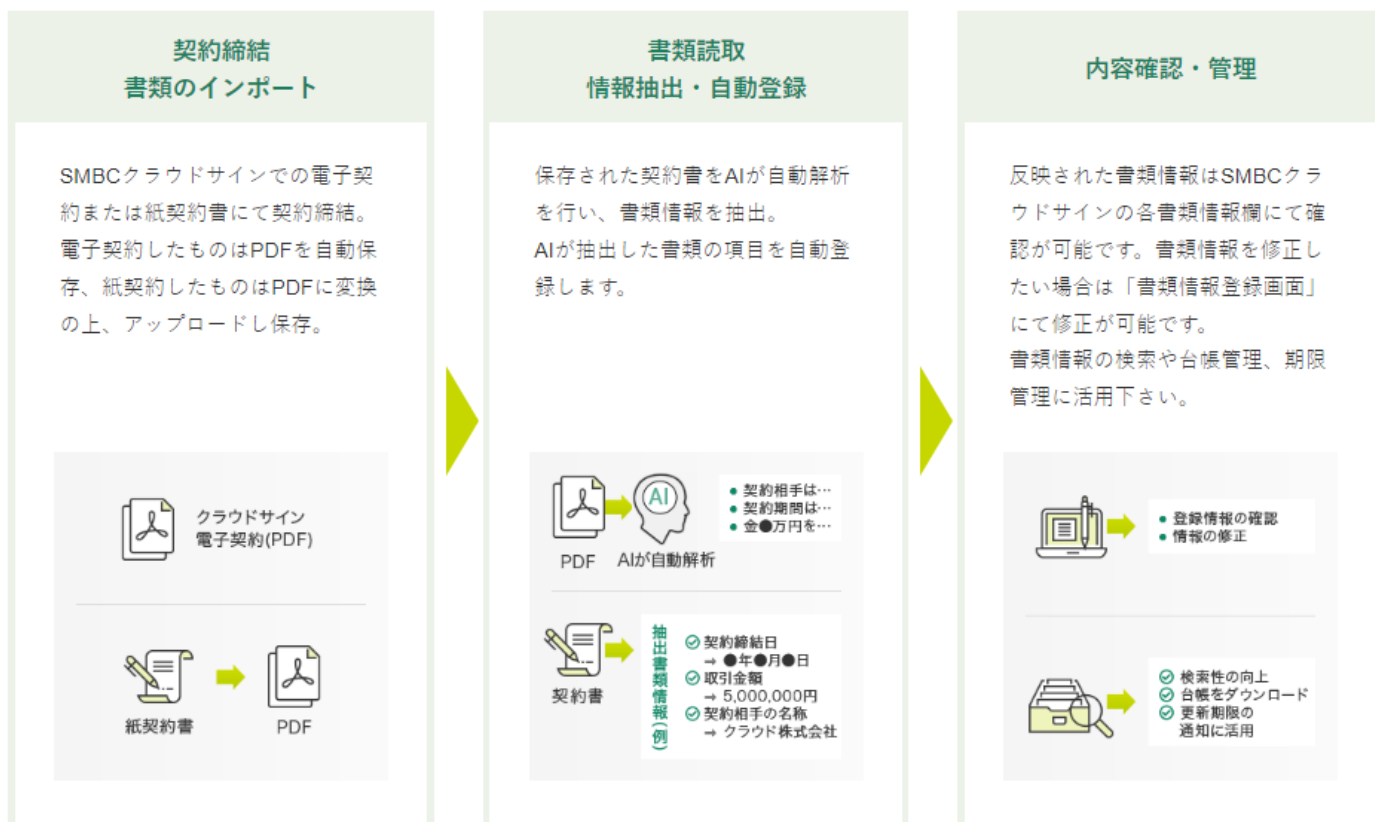 契約締結
書類のインポート
SMBCクラウドサインでの電子契
約または紙契約書にて契約締結。
電子契約したものはPDFを自動保
存、紙契約したものはPDFに変換
の上、アップロードし保存。
クラウドサイン
電子契約(PDF)
紙契約書
PDF
書類読取
情報抽出・自動登録
保存された契約書をAIが自動解析
を行い、書類情報を抽出。
AIが抽出した書類の項目を自動登
録します。
PDF
AI
AIが自動解析
● 契約相手は…
● 契約期間は…
● 金●万円を…
契約書
抽出書類情報(例)
契約締結日
→ ●年●月●日
取引金額
→ 5,000,000円
契約相手の名称
→ クラウド株式会社
内容確認・管理
反映された書類情報はSMBCクラ
ウドサインの各書類情報欄にて確
認が可能です。書類情報を修正し
たい場合は「書類情報登録画面」
にて修正が可能です。
書類情報の検索や台帳管理、期限
管理に活用下さい。
● 登録情報の確認
● 情報の修正
検索性の向上
台帳をダウンロード
更新期限の
通知に活用